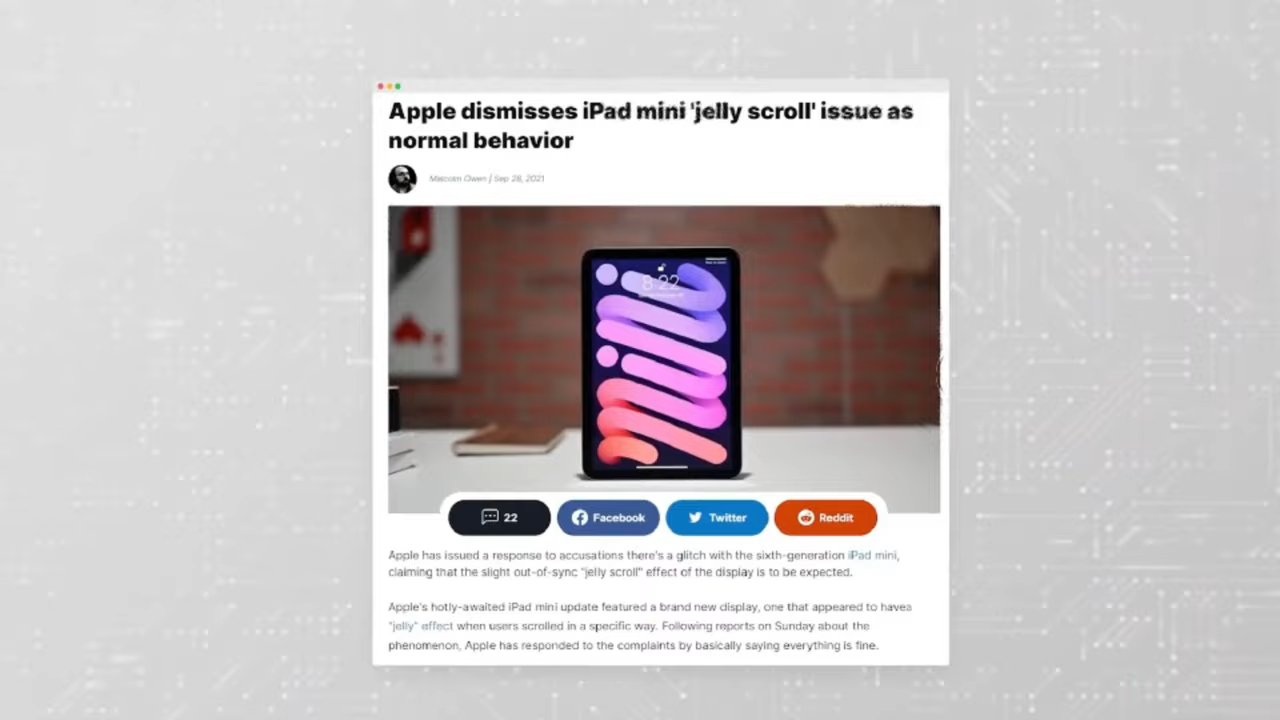 Apple dismisses iPad mini 'jelly scroll' issue as
normal behavior
Malcolm Owen | Sep 28, 2021
8:22
22
Facebook
Twitter
Reddit
Apple has issued a response to accusations there's a glitch with the sixth-generation iPad mini,
claiming that the slight out-of-sync "jelly scroll" effect of the display is to be expected.
Apple's hotly-awaited iPad mini update featured a brand new display, one that appeared to havea
"jelly" effect when users scrolled in a specific way. Following reports on Sunday about the
phenomenon, Apple has responded to the complaints by basically saying everything is fine.